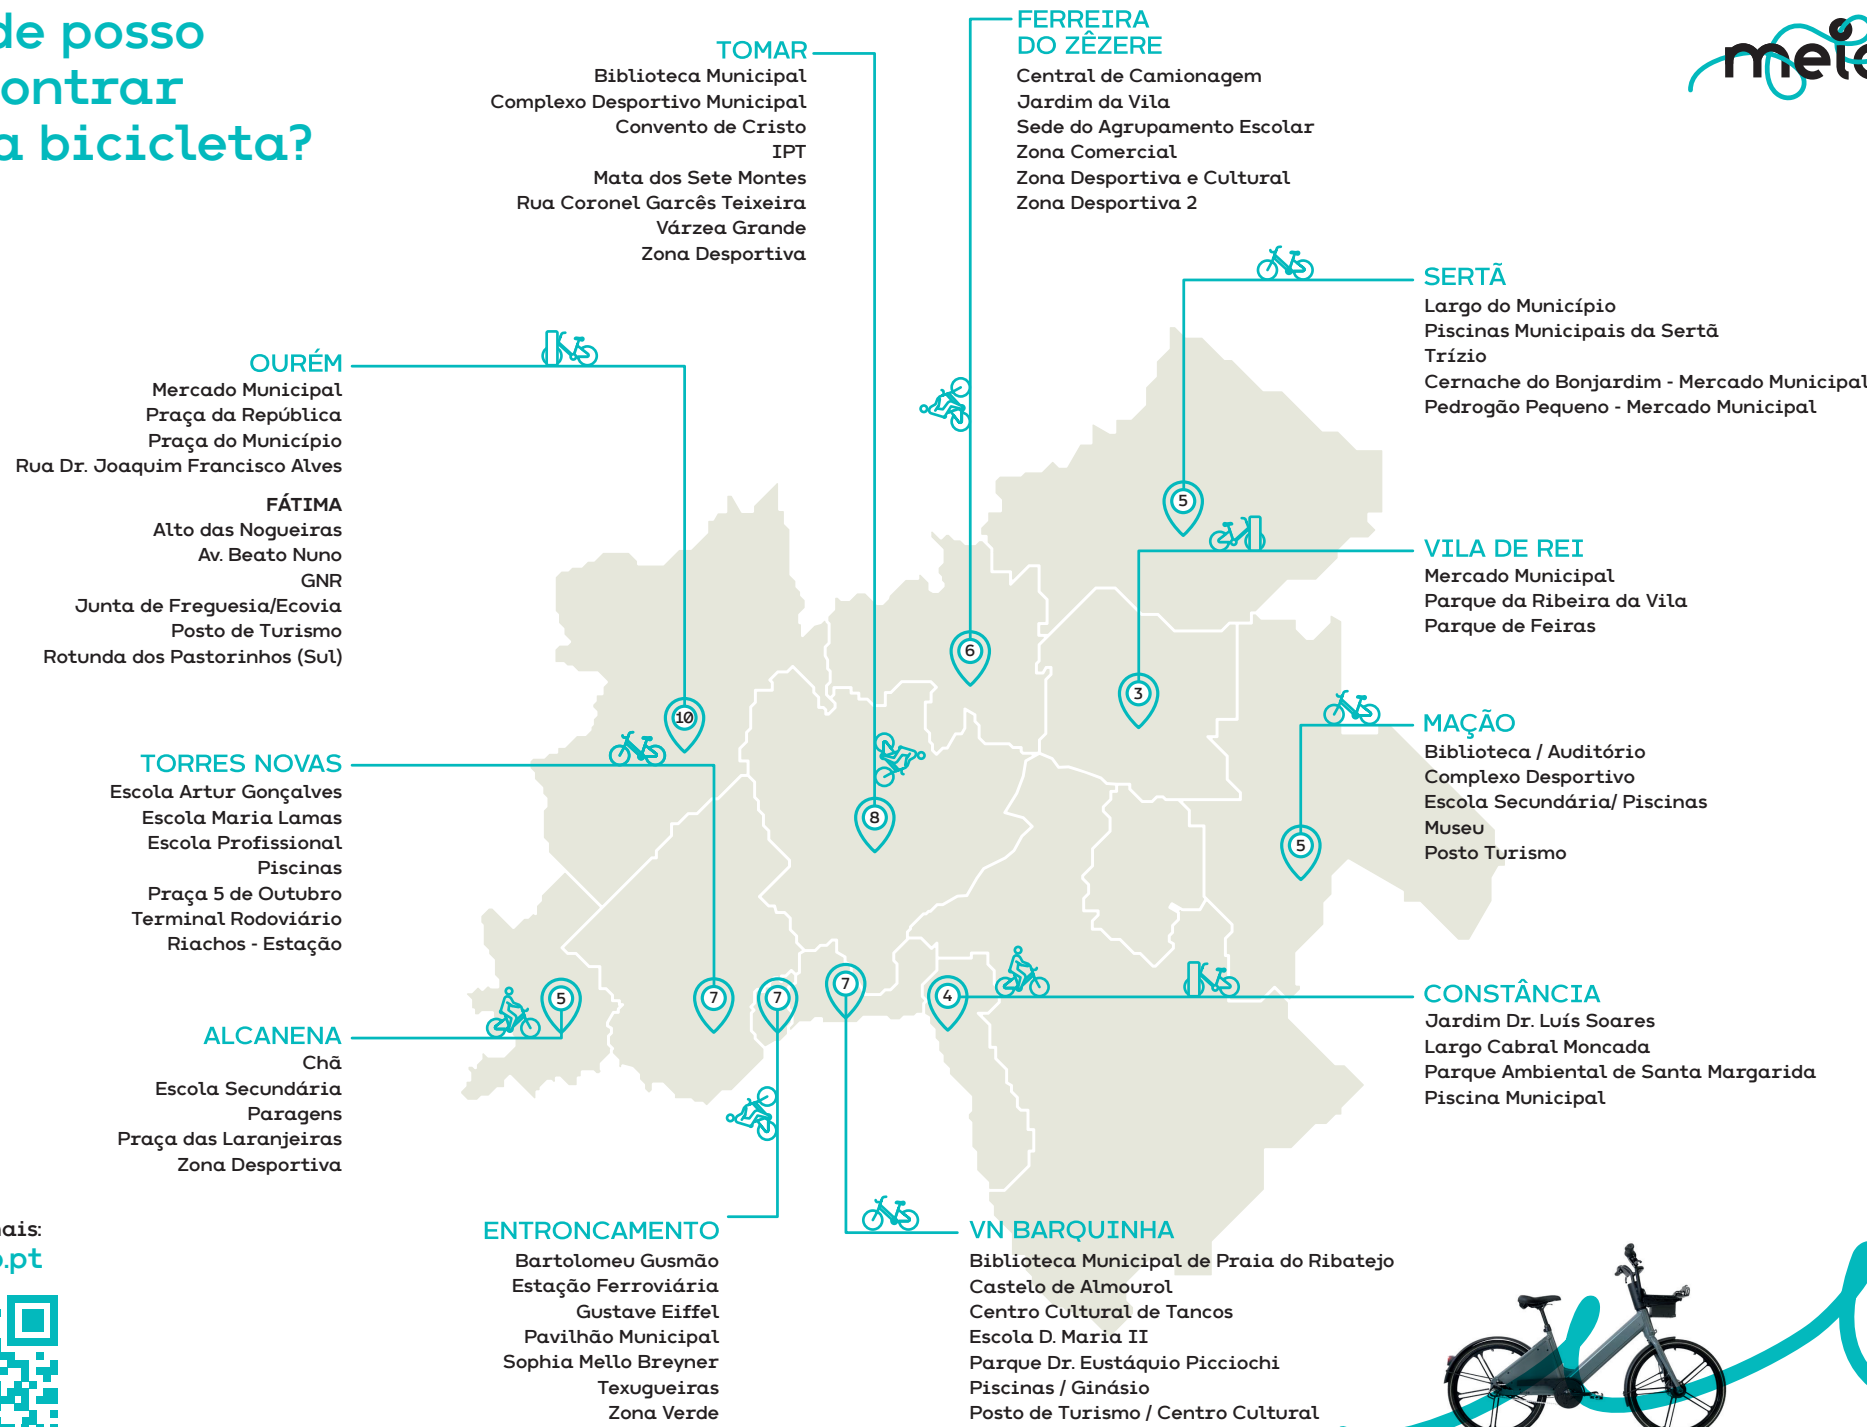 de posso
ontrar
a bicicleta?
TOMAR
Biblioteca Municipal
Complexo Desportivo Municipal
Convento de Cristo
IPT
Mata dos Sete Montes
Rua Coronel Garcês Teixeira
Várzea Grande
Zona Desportiva
FERREIRA
DO ZÊZERE
Central de Camionagem
Jardim da Vila
Sede do Agrupamento Escolar
Zona Comercial
Zona Desportiva e Cultural
Zona Desportiva 2
meio
SERTÃ
Largo do Município
Piscinas Municipais da Sertã
Trízio
Cernache do Bonjardim - Mercado Municipal
Pedrogão Pequeno - Mercado Municipal
OURÉM
Mercado Municipal
Praça da República
Praça do Município
Rua Dr. Joaquim Francisco Alves
FÁTIMA
Alto das Nogueiras
Av. Beato Nuno
GNR
Junta de Freguesia/Ecovia
Posto de Turismo
Rotunda dos Pastorinhos (Sul)
VILA DE REI
Mercado Municipal
Parque da Ribeira da Vila
Parque de Feiras
TORRES NOVAS
Escola Artur Gonçalves
Escola Maria Lamas
Escola Profissional
Piscinas
Praça 5 de Outubro
Terminal Rodoviário
Riachos - Estação
MAÇÃO
Biblioteca / Auditório
Complexo Desportivo
Escola Secundária/ Piscinas
Museu
Posto Turismo
5
6
3
10
8
5
5
7
7
7
4
ALCANENA
Chã
Escola Secundária
Paragens
Praça das Laranjeiras
Zona Desportiva
CONSTÂNCIA
Jardim Dr. Luís Soares
Largo Cabral Moncada
Parque Ambiental de Santa Margarida
Piscina Municipal
ENTRONCAMENTO
Bartolomeu Gusmão
Estação Ferroviária
Gustave Eiffel
Pavilhão Municipal
Sophia Mello Breyner
Texugueiras
Zona Verde
VN BARQUINHA
Biblioteca Municipal de Praia do Ribatejo
Castelo de Almourol
Centro Cultural de Tancos
Escola D. Maria II
Parque Dr. Eustáquio Picciochi
Piscinas / Ginásio
Posto de Turismo / Centro Cultural
ais:
.pt